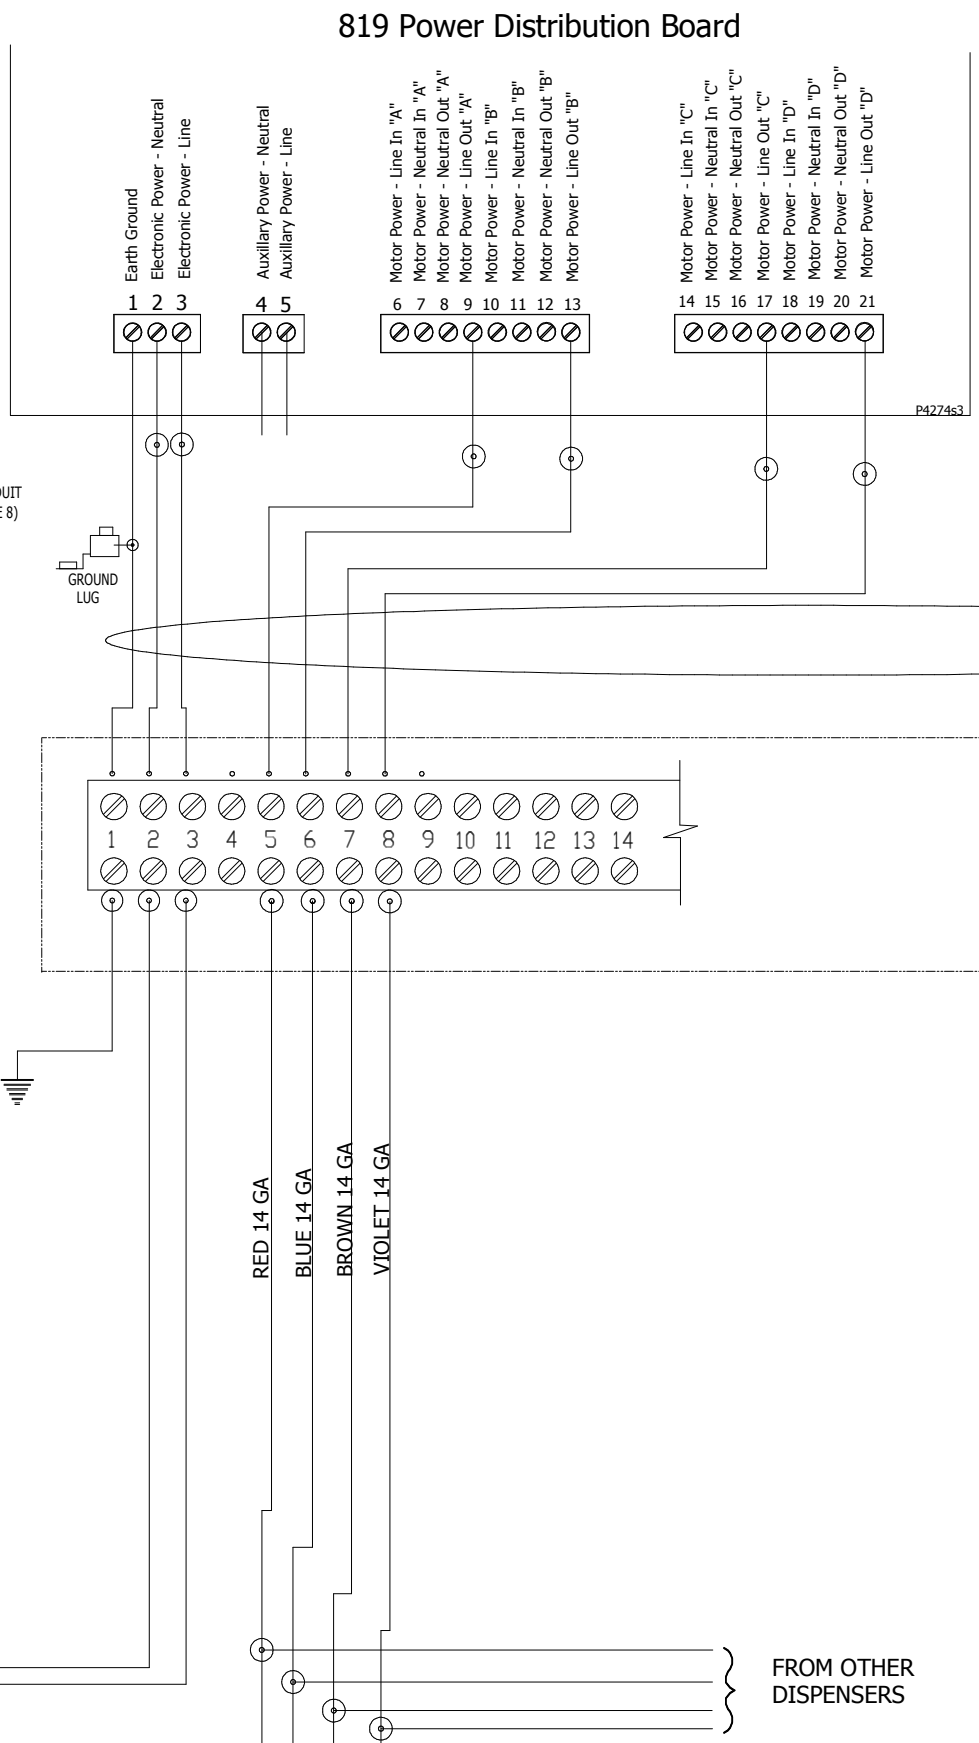 819 Power Distribution Board
Earth Ground
Electronic Power - Neutral
Electronic Power - Line
Auxillary Power - Neutral
Auxillary Power - Line
Motor Power - Line In "A"
Motor Power - Neutral In "A"
Motor Power - Neutral Out "A"
Motor Power - Line Out "A"
Motor Power - Line In "B"
Motor Power - Neutral In "B"
Motor Power - Neutral Out "B"
Motor Power - Line Out "B"
Motor Power - Line In "C"
Motor Power - Neutral In "C"
Motor Power - Neutral Out "C"
Motor Power - Line Out "C"
Motor Power - Line In "D"
Motor Power - Neutral In "D"
Motor Power - Neutral Out "D"
Motor Power - Line Out "D"
1 2 3 4 5 6 7 8 9 10 11 12 13 14 15 16 17 18 19 20 21
P4274s3
UIT
E 8)
GROUND
LUG
1 2 3 4 5 6 7 8 9 10 11 12 13 14
RED 14 GA
BLUE 14 GA
BROWN 14 GA
VIOLET 14 GA
FROM OTHER
DISPENSERS